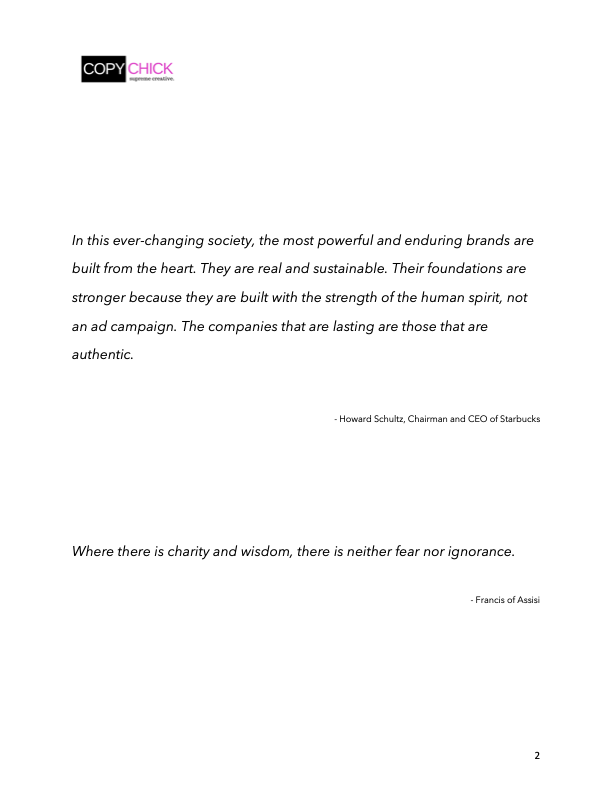 COPYCHICK
supreme creative.
In this ever-changing society, the most powerful and enduring brands are
built from the heart. They are real and sustainable. Their foundations are
stronger because they are built with the strength of the human spirit, not
an ad campaign. The companies that are lasting are those that are
authentic.
- Howard Schultz, Chairman and CEO of Starbucks
Where there is charity and wisdom, there is neither fear nor ignorance.
- Francis of Assisi
2